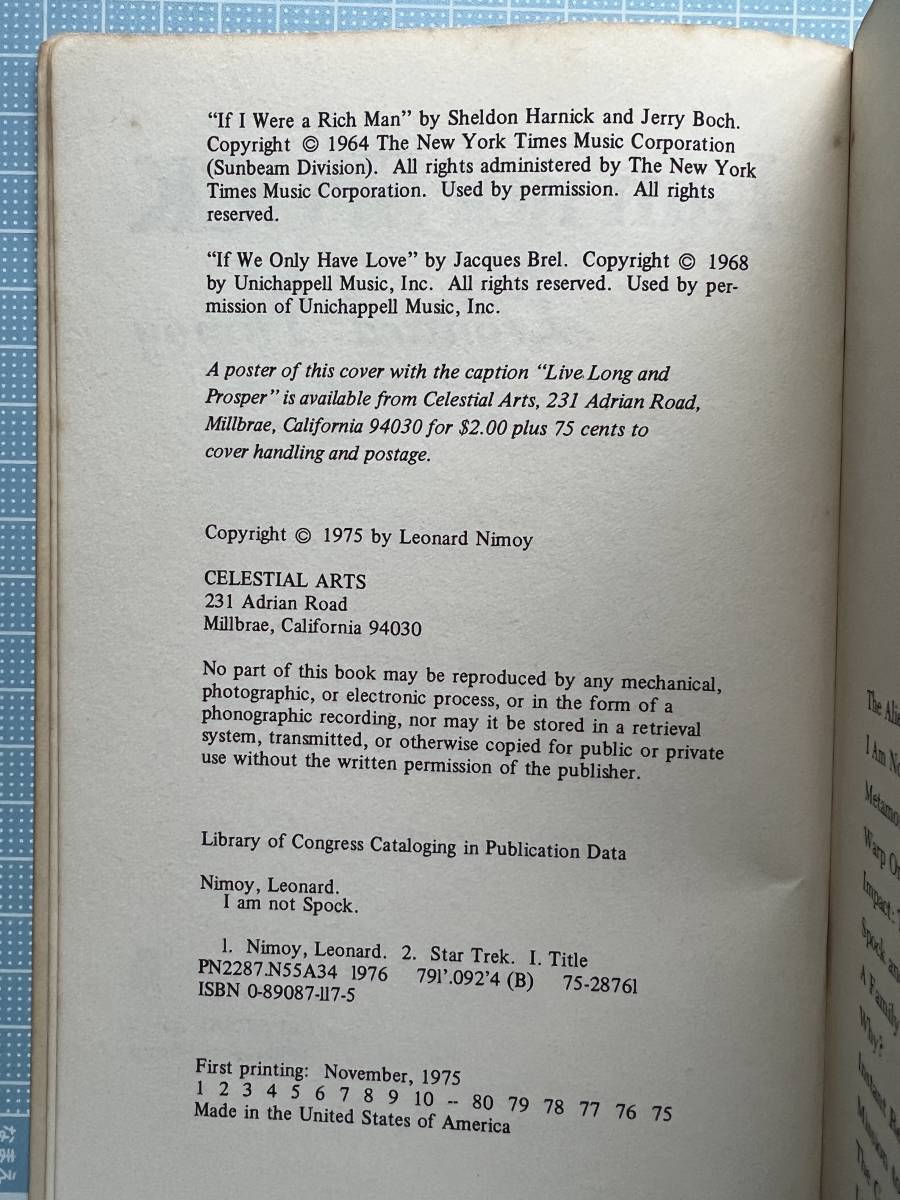 “If I Were a Rich Man” by Sheldon Harnick and Jerry Boch.
Copyright © 1964 The New York Times Music Corporation
(Sunbeam Division). All rights administered by The New York
Times Music Corporation. Used by permission. All rights
reserved.
“If We Only Have Love” by Jacques Brel. Copyright © 1968
by Unichappell Music, Inc. All rights reserved. Used by per-
mission of Unichappell Music, Inc.
A poster of this cover with the caption “Live Long and
Prosper” is available from Celestial Arts, 231 Adrian Road,
Millbrae, California 94030 for $2.00 plus 75 cents to
cover handling and postage.
Copyright © 1975 by Leonard Nimoy
CELESTIAL ARTS
231 Adrian Road
Millbrae, California 94030
No part of this book may be reproduced by any mechanical,
photographic, or electronic process, or in the form of a
phonographic recording, nor may it be stored in a retrieval
system, transmitted, or otherwise copied for public or private
use without the written permission of the publisher.
Library of Congress Cataloging in Publication Data
Nimoy, Leonard.
I am not Spock.
1. Nimoy, Leonard. 2. Star Trek. I. Title
PN2287.N55A34 1976 791’.092’4 (B) 75-28761
ISBN 0-89087-117-5
First printing: November, 1975
1 2 3 4 5 6 7 8 9 10 -- 80 79 78 77 76 75
Made in the United States of America
The
I Am
Warp
Impact:
Spock and
A Family
Why?
Instant
Mission
The
なまえ